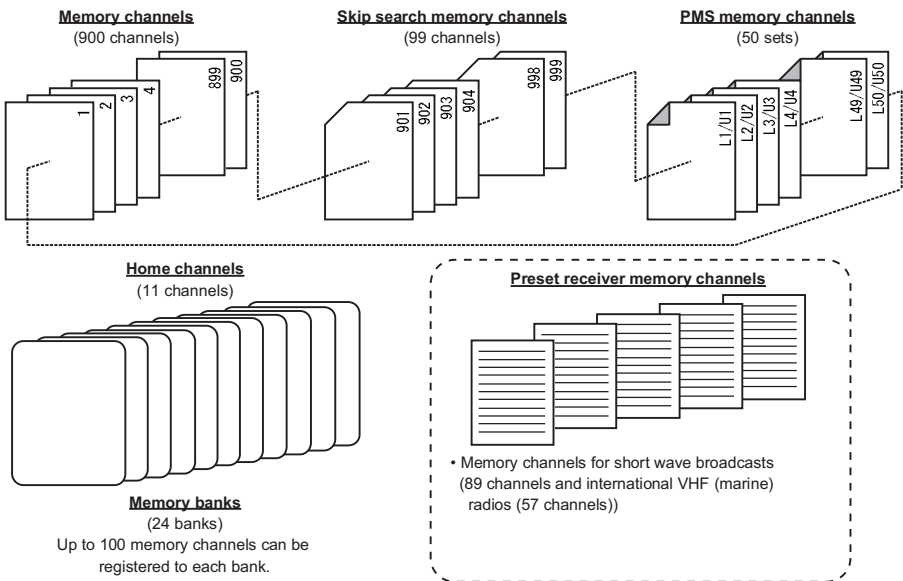 Memory channels
(900 channels)
1
2
3
4
899
900
Skip search memory channels
(99 channels)
901
902
903
904
998
999
PMS memory channels
(50 sets)
L1/U1
L2/U2
L3/U3
L4/U4
L49/U49
L50/U50
Home channels
(11 channels)
Memory banks
(24 banks)
Up to 100 memory channels can be
registered to each bank.
Preset receiver memory channels
• Memory channels for short wave broadcasts
(89 channels and international VHF (marine)
radios (57 channels))